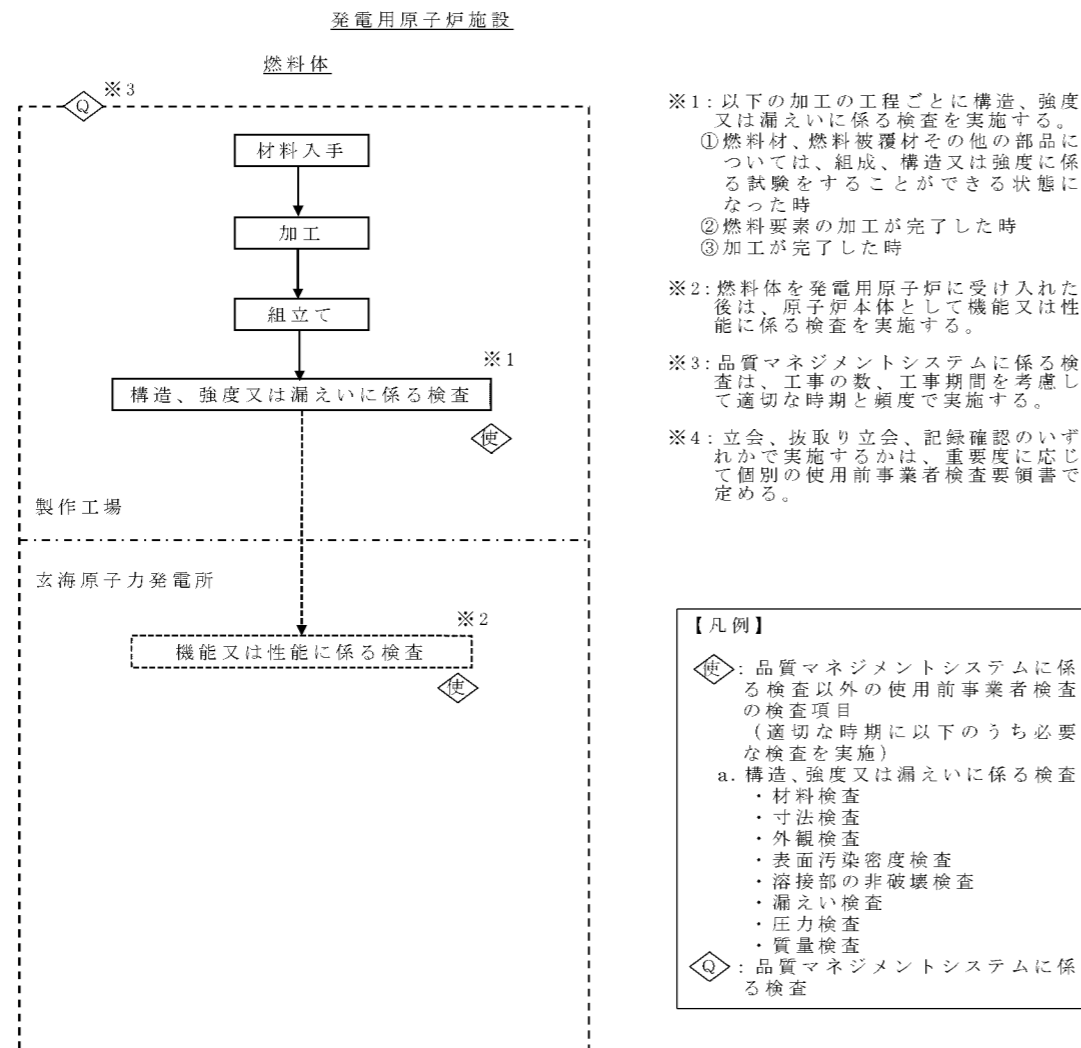 発電用原子炉施設
燃料体
Q
※3
材料入手
加工
組立て
※1
構造、強度又は漏えいに係る検査
使
製作工場
玄海原子力発電所
※2
機能又は性能に係る検査
使
※1:以下の加工の工程ごとに構造、強度
又は漏えいに係る検査を実施する。
①燃料材、燃料被覆材その他の部品に
ついては、組成、構造又は強度に係
る試験をすることができる状態に
なった時
②燃料要素の加工が完了した時
③加工が完了した時
※2:燃料体を発電用原子炉に受け入れた
後は、原子炉本体として機能又は性
能に係る検査を実施する。
※3:品質マネジメントシステムに係る検
査は、工事の数、工事期間を考慮し
て適切な時期と頻度で実施する。
※4:立会、抜取り立会、記録確認のいず
れかで実施するかは、重要度に応じ
て個別の使用前事業者検査要領書で
定める。
【凡例】
使:品質マネジメントシステムに係
る検査以外の使用前事業者検査
の検査項目
(適切な時期に以下のうち必要
な検査を実施)
a.構造、強度又は漏えいに係る検査
・材料検査
・寸法検査
・外観検査
・表面汚染密度検査
・溶接部の非破壊検査
・漏えい検査
・圧力検査
・質量検査
Q:品質マネジメントシステムに係
る検査